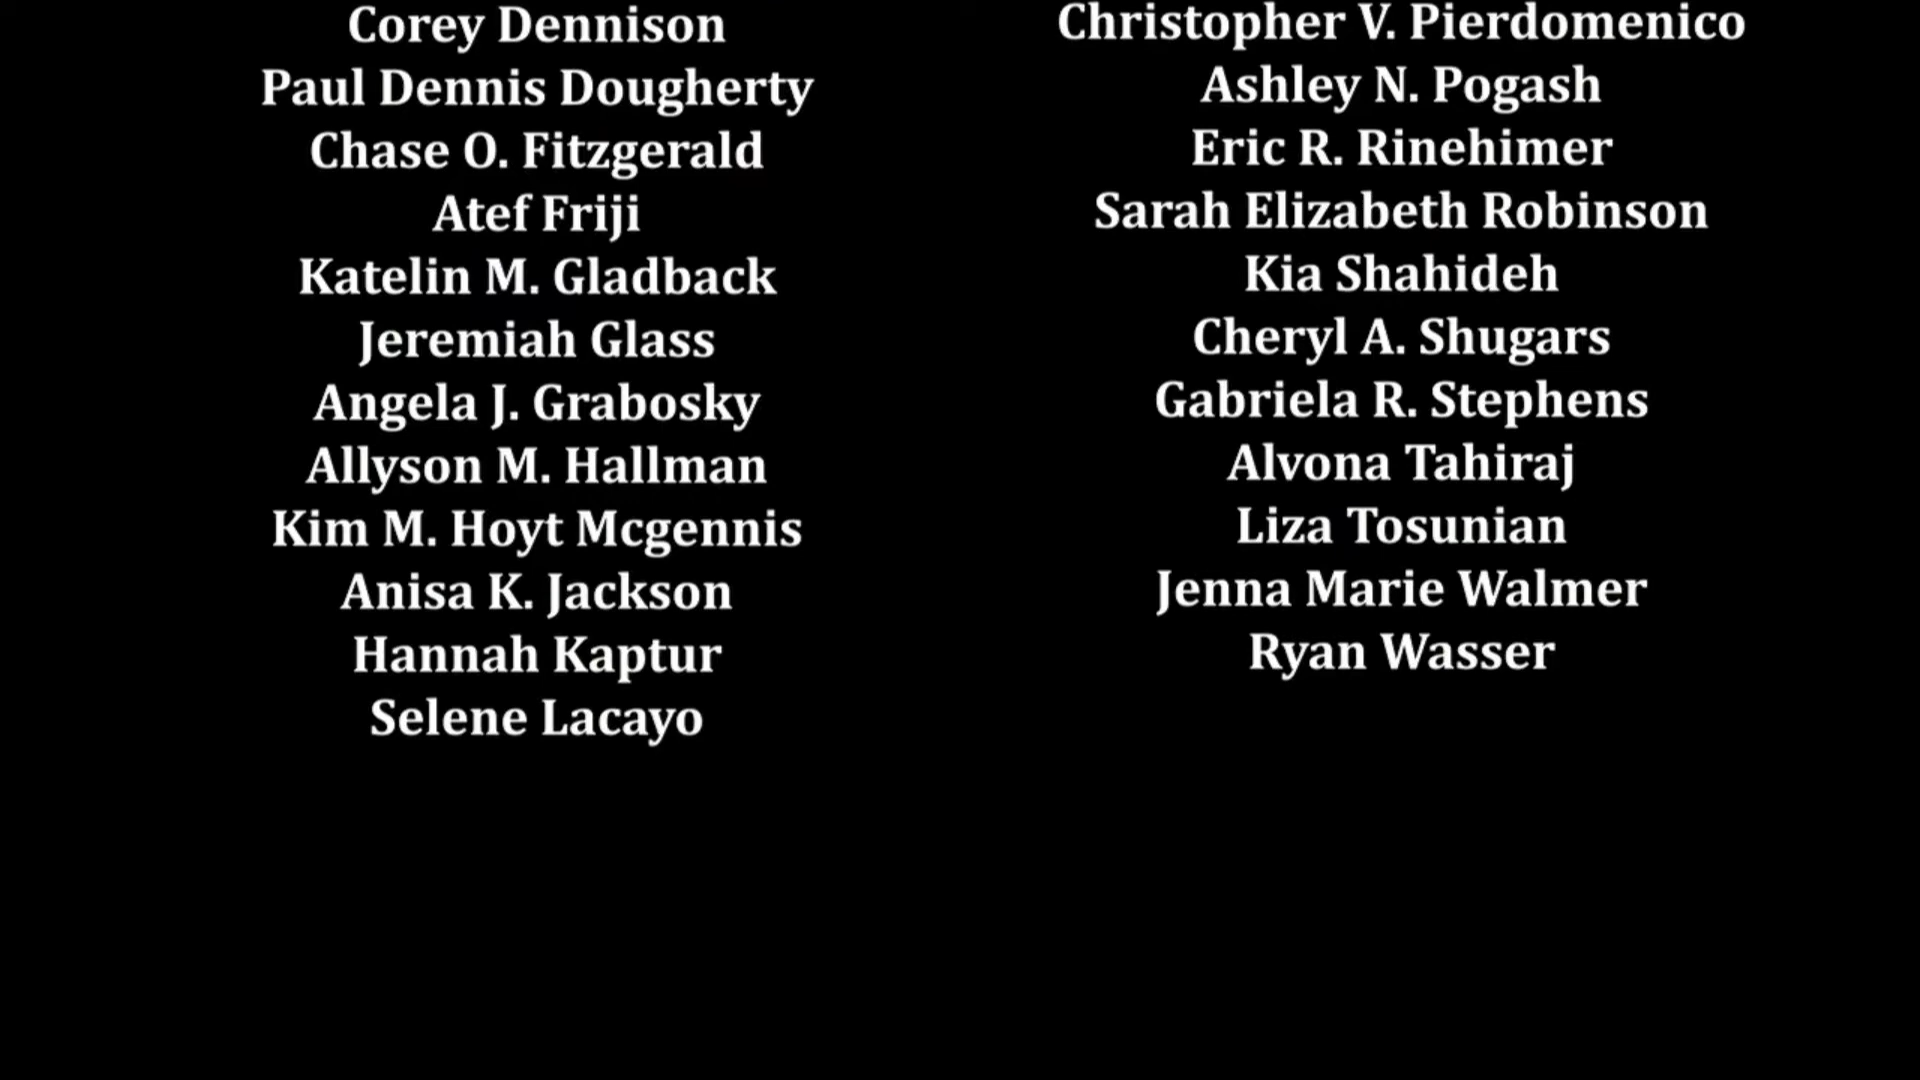 Corey Dennison
Paul Dennis Dougherty
Chase O. Fitzgerald
Atef Friji
Katelin M. Gladback
Jeremiah Glass
Angela J. Grabosky
Allyson M. Hallman
Kim M. Hoyt Mcgennis
Anisa K. Jackson
Hannah Kaptur
Selene Lacayo
Christopher V. Pierdomenico
Ashley N. Pogash
Eric R. Rinehimer
Sarah Elizabeth Robinson
Kia Shahideh
Cheryl A. Shugars
Gabriela R. Stephens
Alvona Tahiraj
Liza Tosunian
Jenna Marie Walmer
Ryan Wasser